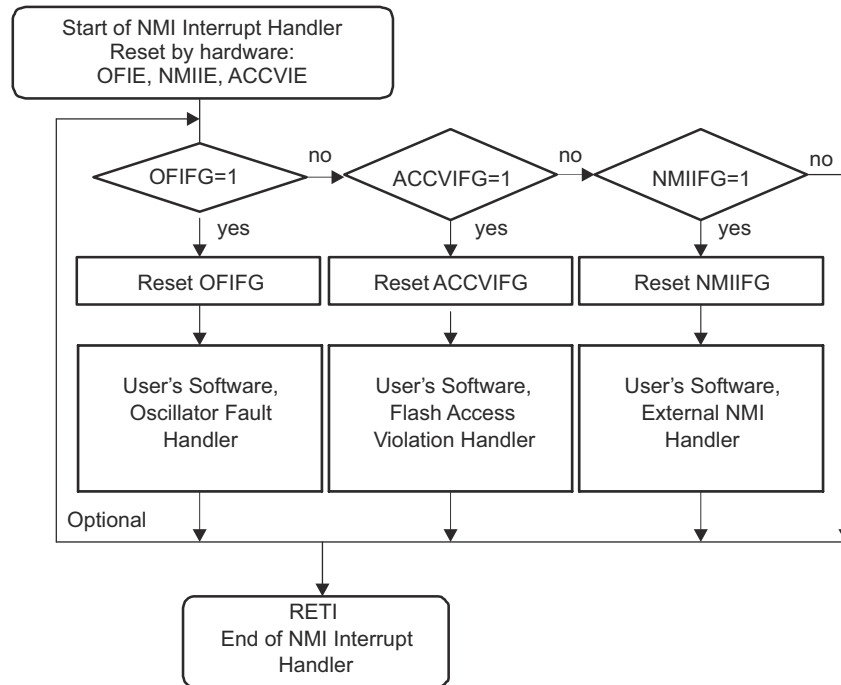 Start of NMI Interrupt Handler
Reset by hardware:
OFIE, NMIIE, ACCVIE
OFIFG=1
no
ACCVIFG=1
no
NMIIFG=1
no
yes
yes
yes
Reset OFIFG
Reset ACCVIFG
Reset NMIIFG
User's Software,
Oscillator Fault
Handler
User's Software,
Flash Access
Violation Handler
User's Software,
External NMI
Handler
Optional
RETI
End of NMI Interrupt
Handler